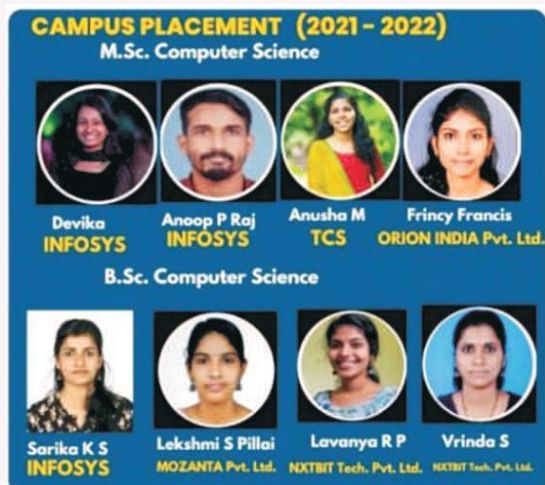 CAMPUS PLACEMENT (2021 – 2022)
M.Sc. Computer Science
Devika Anoop P Raj Anusha M Frincy Francis
INFOSYS INFOSYS TCS ORION INDIA Pvt. Ltd.
B.Sc. Computer Science
Sarika K S Lekshmi S Pillai Lavanya R P Vrinda S
INFOSYS MOZANTA Pvt. Ltd. NXTBIT Tech. Pvt. Ltd. NXTBIT Tech. Pvt. Ltd.